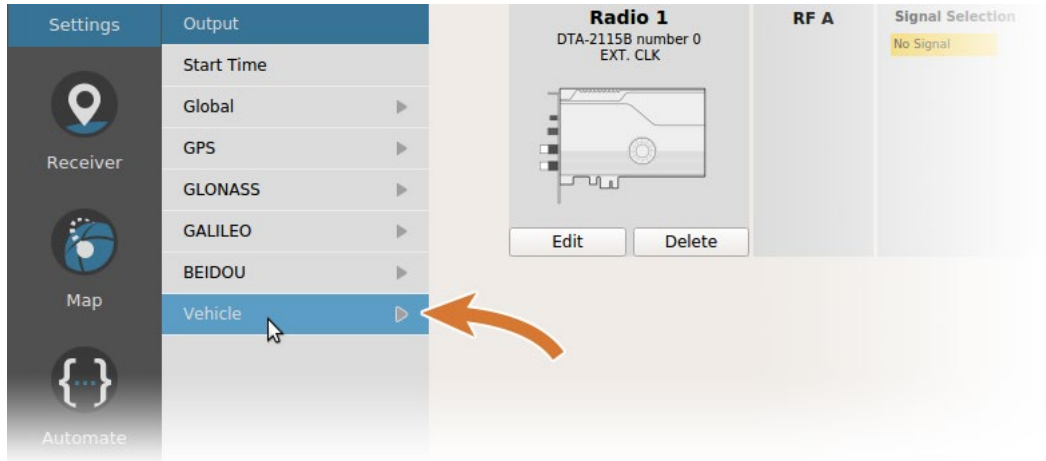 Settings
Receiver
Map
Automate
Output
Start Time
Global
GPS
GLONASS
GALILEO
BEIDOU
Vehicle
Radio 1
DTA-2115B number 0
EXT. CLK
Edit
Delete
RF A
Signal Selection
No Signal